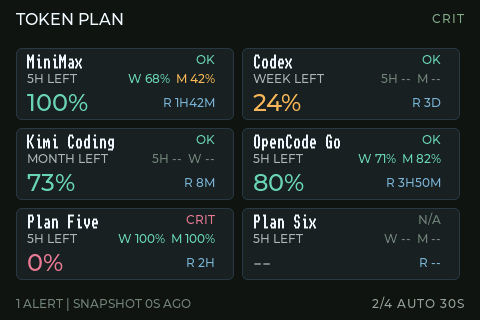 TOKEN PLAN CRIT
MiniMax OK
5H LEFT W 68% M 42%
100% R 1H42M
Codex OK
WEEK LEFT 5H -- M --
24% R 3D
Kimi Coding OK
MONTH LEFT 5H -- W --
73% R 8M
OpenCode Go OK
5H LEFT W 71% M 82%
80% R 3H50M
Plan Five CRIT
5H LEFT W 100% M 100%
0% R 2H
Plan Six N/A
5H LEFT W -- M --
-- R --
1 ALERT | SNAPSHOT 0S AGO 2/4 AUTO 30S